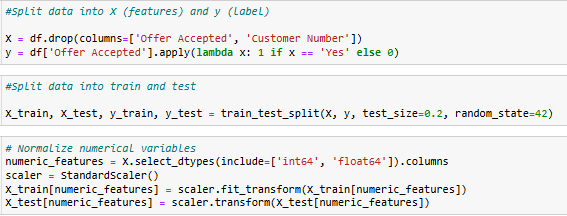 #Split data into X (features) and y (label)
X = df.drop(columns=['Offer Accepted', 'Customer Number'])
y = df['Offer Accepted'].apply(lambda x: 1 if x == 'Yes' else 0)
#Split data into train and test
X_train, X_test, y_train, y_test = train_test_split(X, y, test_size=0.2, random_state=42)
# Normalize numerical variables
numeric_features = X.select_dtypes(include=['int64', 'float64']).columns
scaler = StandardScaler()
X_train[numeric_features] = scaler.fit_transform(X_train[numeric_features])
X_test[numeric_features] = scaler.transform(X_test[numeric_features])